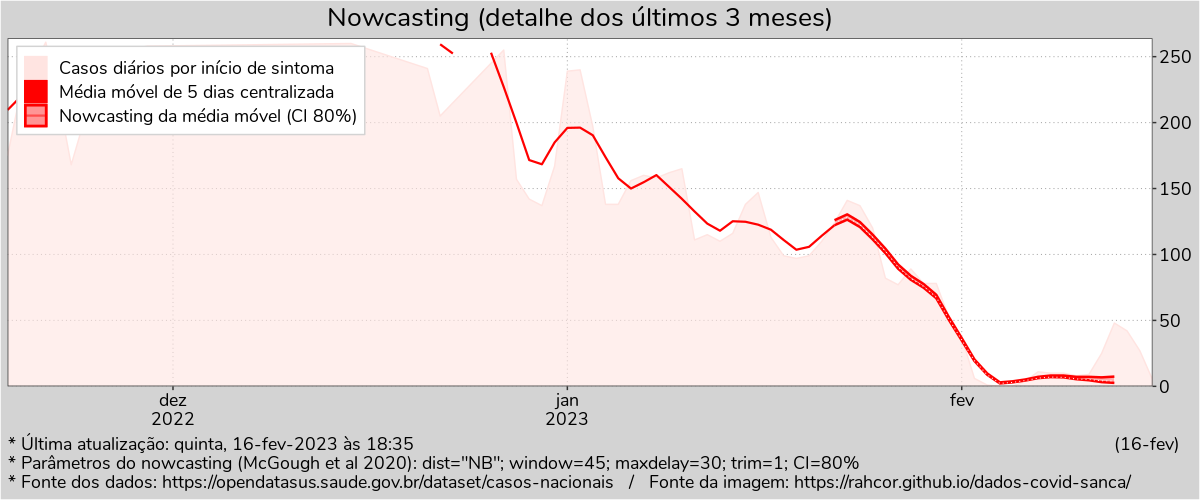 Nowcasting (detalhe dos últimos 3 meses)
Casos diários por início de sintoma
Média móvel de 5 dias centralizada
Nowcasting da média móvel (CI 80%)
250
200
150
100
50
0
dez
2022
jan
2023
fev
* Última atualização: quinta, 16-fev-2023 às 18:35
(16-fev)
* Parâmetros do nowcasting (McGough et al 2020): dist="NB"; window=45; maxdelay=30; trim=1; CI=80%
* Fonte dos dados: https://opendatasus.saude.gov.br/dataset/casos-nacionais / Fonte da imagem: https://rahcor.github.io/dados-covid-sanca/